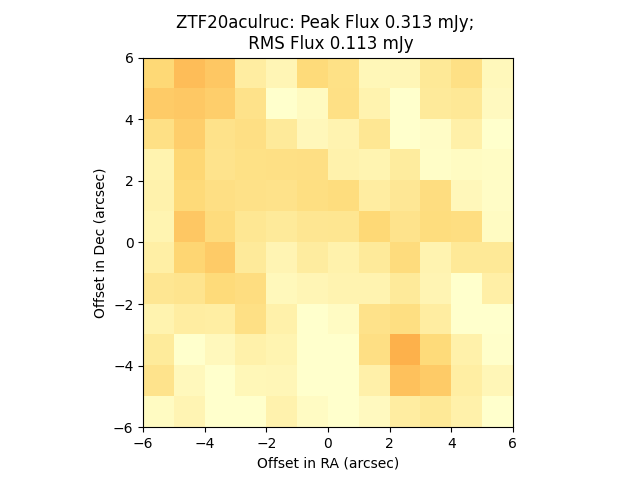 ZTF20aculruc: Peak Flux 0.313 mJy;
RMS Flux 0.113 mJy
6
4
2
0
−2
−4
−6
Offset in Dec (arcsec)
−6 −4 −2 0 2 4 6
Offset in RA (arcsec)